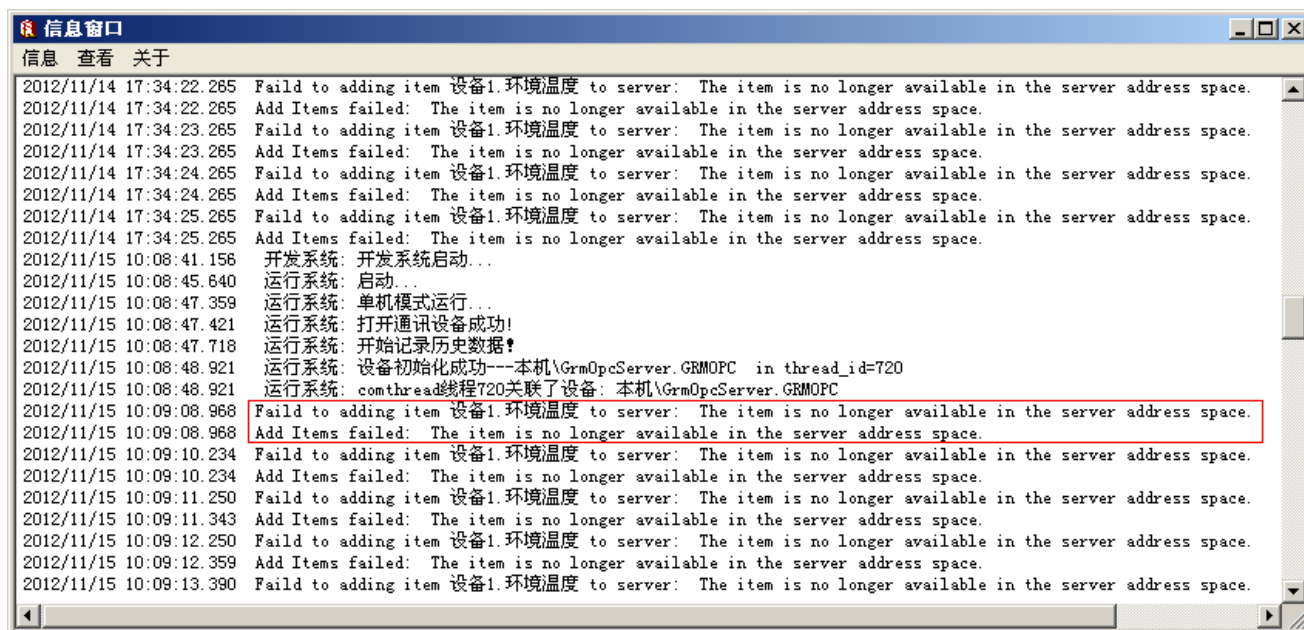 信息窗口
信息 查看 关于
2012/11/14 17:34:22.265 Faild to adding item 设备1.环境温度 to server: The item is no longer available in the server address space.
2012/11/14 17:34:22.265 Add Items failed: The item is no longer available in the server address space.
2012/11/14 17:34:23.265 Faild to adding item 设备1.环境温度 to server: The item is no longer available in the server address space.
2012/11/14 17:34:23.265 Add Items failed: The item is no longer available in the server address space.
2012/11/14 17:34:24.265 Faild to adding item 设备1.环境温度 to server: The item is no longer available in the server address space.
2012/11/14 17:34:24.265 Add Items failed: The item is no longer available in the server address space.
2012/11/14 17:34:25.265 Faild to adding item 设备1.环境温度 to server: The item is no longer available in the server address space.
2012/11/14 17:34:25.265 Add Items failed: The item is no longer available in the server address space.
2012/11/15 10:08:41.156 开发系统: 开发系统启动...
2012/11/15 10:08:45.640 运行系统: 启动...
2012/11/15 10:08:47.359 运行系统: 单机模式运行...
2012/11/15 10:08:47.421 运行系统: 打开通讯设备成功!
2012/11/15 10:08:47.718 运行系统: 开始记录历史数据!
2012/11/15 10:08:48.921 运行系统: 设备初始化成功---本机\GrmOpcServer.GRMOPC in thread_id=720
2012/11/15 10:08:48.921 运行系统: comthread线程720关联了设备: 本机\GrmOpcServer.GRMOPC
2012/11/15 10:09:08.968 Faild to adding item 设备1.环境温度 to server: The item is no longer available in the server address space.
2012/11/15 10:09:08.968 Add Items failed: The item is no longer available in the server address space.
2012/11/15 10:09:10.234 Faild to adding item 设备1.环境温度 to server: The item is no longer available in the server address space.
2012/11/15 10:09:10.234 Add Items failed: The item is no longer available in the server address space.
2012/11/15 10:09:11.250 Faild to adding item 设备1.环境温度 to server: The item is no longer available in the server address space.
2012/11/15 10:09:11.343 Add Items failed: The item is no longer available in the server address space.
2012/11/15 10:09:12.250 Faild to adding item 设备1.环境温度 to server: The item is no longer available in the server address space.
2012/11/15 10:09:12.359 Add Items failed: The item is no longer available in the server address space.
2012/11/15 10:09:13.390 Faild to adding item 设备1.环境温度 to server: The item is no longer available in the server address space.